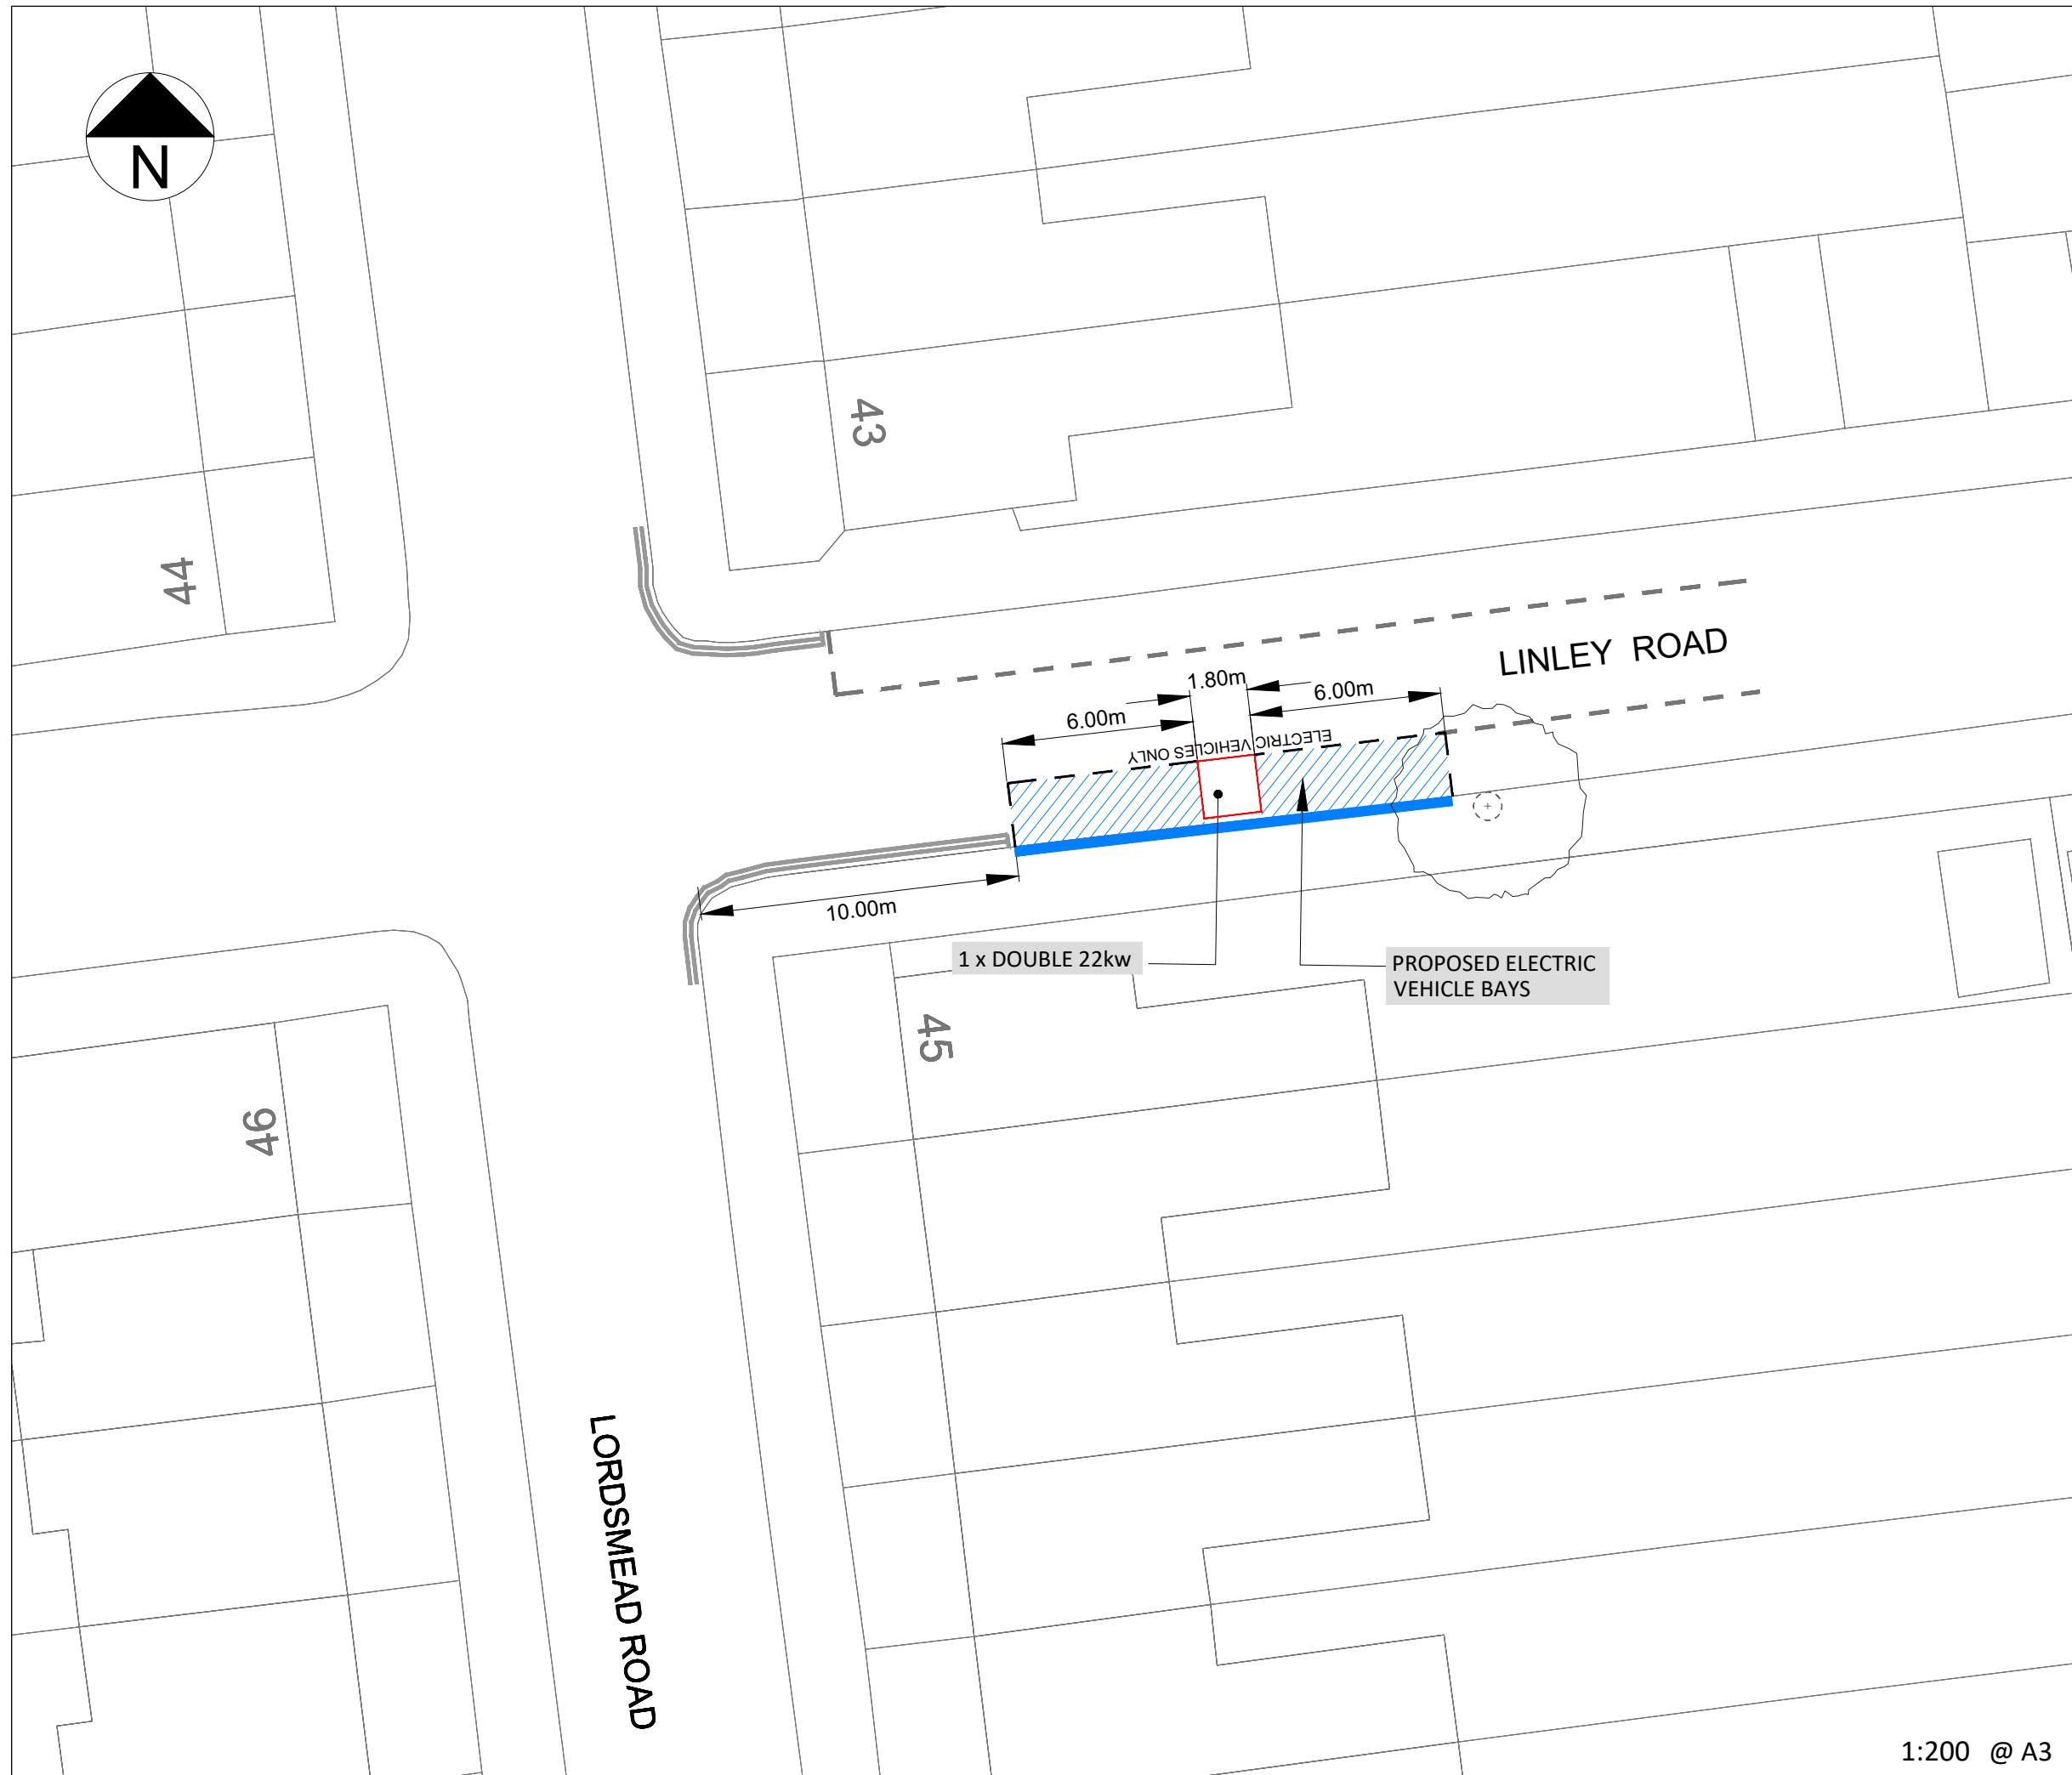 N
43
44
LINLEY ROAD
1.80m
6.00m
6.00m
ELECTRIC VEHICLES ONLY
10.00m
1 x DOUBLE 22kw
PROPOSED ELECTRIC
VEHICLE BAYS
45
46
LORDSMEAD ROAD
1:200 @ A3